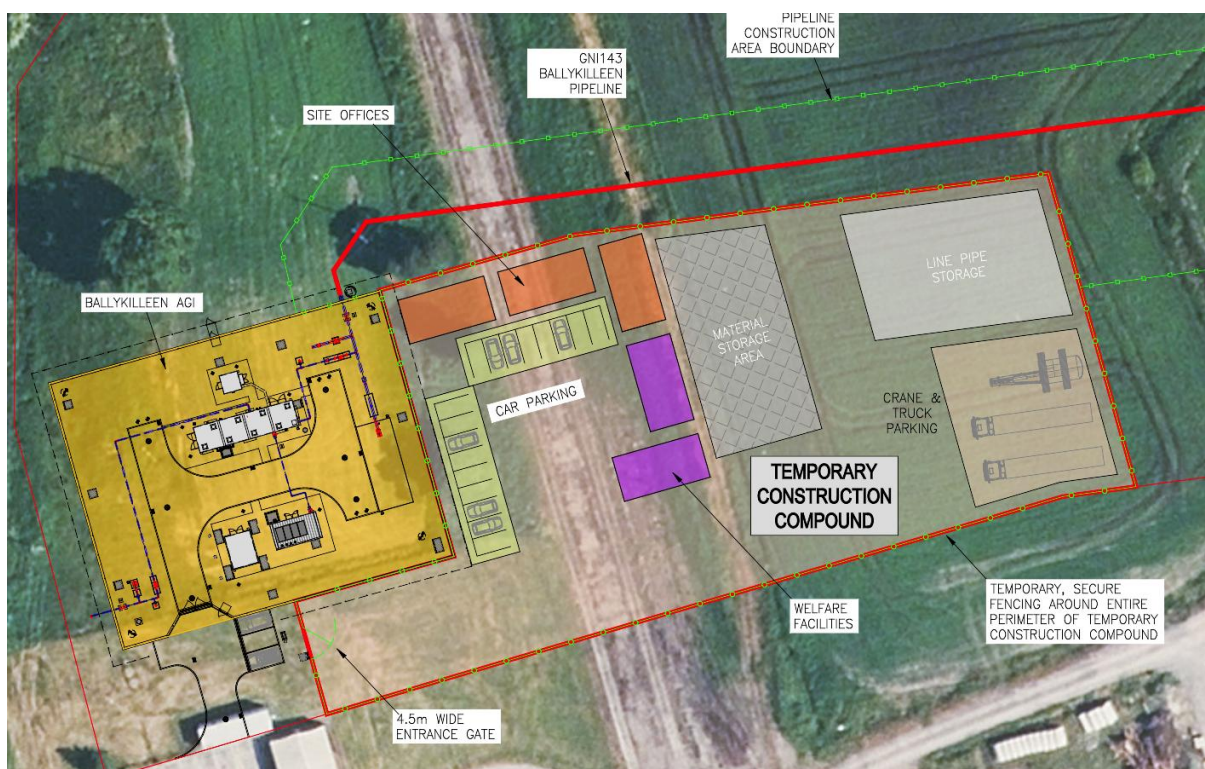 PIPELINE
CONSTRUCTION
AREA BOUNDARY
GNI143
BALLYKILLEEN
PIPELINE
SITE OFFICES
BALLYKILLEEN AGI
LINE PIPE
STORAGE
MATERIAL
STORAGE
AREA
CAR PARKING
CRANE &
TRUCK
PARKING
TEMPORARY
CONSTRUCTION
COMPOUND
WELFARE
FACILITIES
TEMPORARY, SECURE
FENCING AROUND ENTIRE
PERIMETER OF TEMPORARY
CONSTRUCTION COMPOUND
4.5m WIDE
ENTRANCE GATE